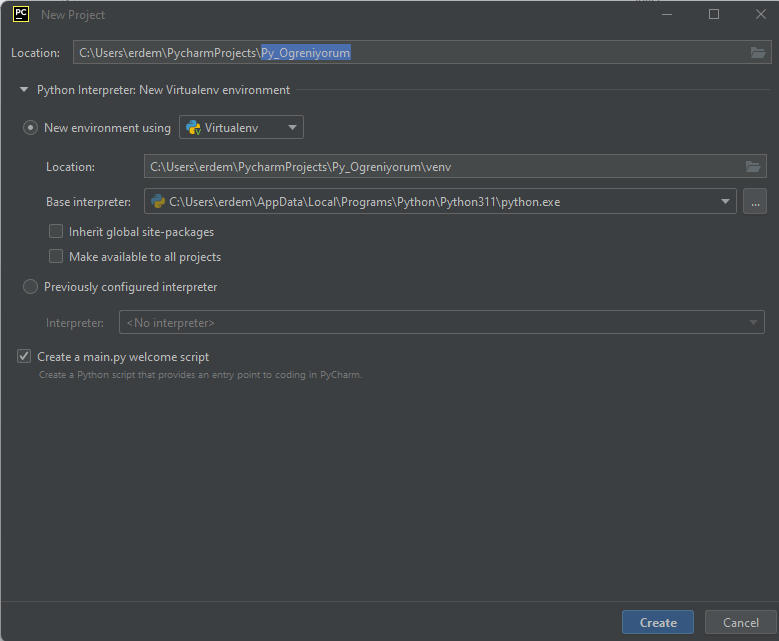 PC New Project
Location: C:\Users\erdem\PycharmProjects\Py_Ogreniyorum
Python Interpreter: New Virtualenv environment
New environment using Virtualenv
Location: C:\Users\erdem\PycharmProjects\Py_Ogreniyorum\venv
Base interpreter: C:\Users\erdem\AppData\Local\Programs\Python\Python311\python.exe ...
Inherit global site-packages
Make available to all projects
Previously configured interpreter
Interpreter: <No interpreter>
Create a main.py welcome script
Create a Python script that provides an entry point to coding in PyCharm.
Create Cancel